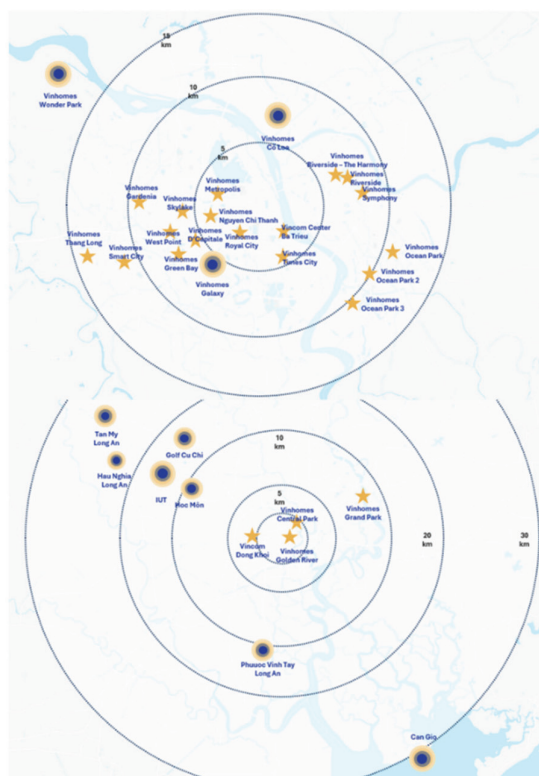 15
km
Vinhomes
Wonder Park
10
km
Vinhomes
Co Loa
5
km
Vinhomes
Riverside - The Harmony
Vinhomes
Riverside
Vinhomes
Symphony
Vinhomes
Metropolis
Vinhomes
Gardenia
Vinhomes
Skylake
Vinhomes
Nguyen Chi Thanh
Vinhomes
West Point
Vinhomes
D'Capitale
Vinhomes
Royal City
Vincom Center
Ba Trieu
Vinhomes
Thang Long
Vinhomes
Smart City
Vinhomes
Green Bay
Vinhomes
Times City
Vinhomes
Ocean Park
Vinhomes
Ocean Park 2
Vinhomes
Galaxy
Vinhomes
Ocean Park 3
Tan My
Long An
Golf Cu Chi
10
km
Hau Nghia
Long An
IUT
Hoc Môn
5
km
Vinhomes
Grand Park
Vinhomes
Central Park
Vincom
Dong Khoi
Vinhomes
Golden River
20
km
30
km
Phuuoc Vinh Tay
Long An
Can Gio